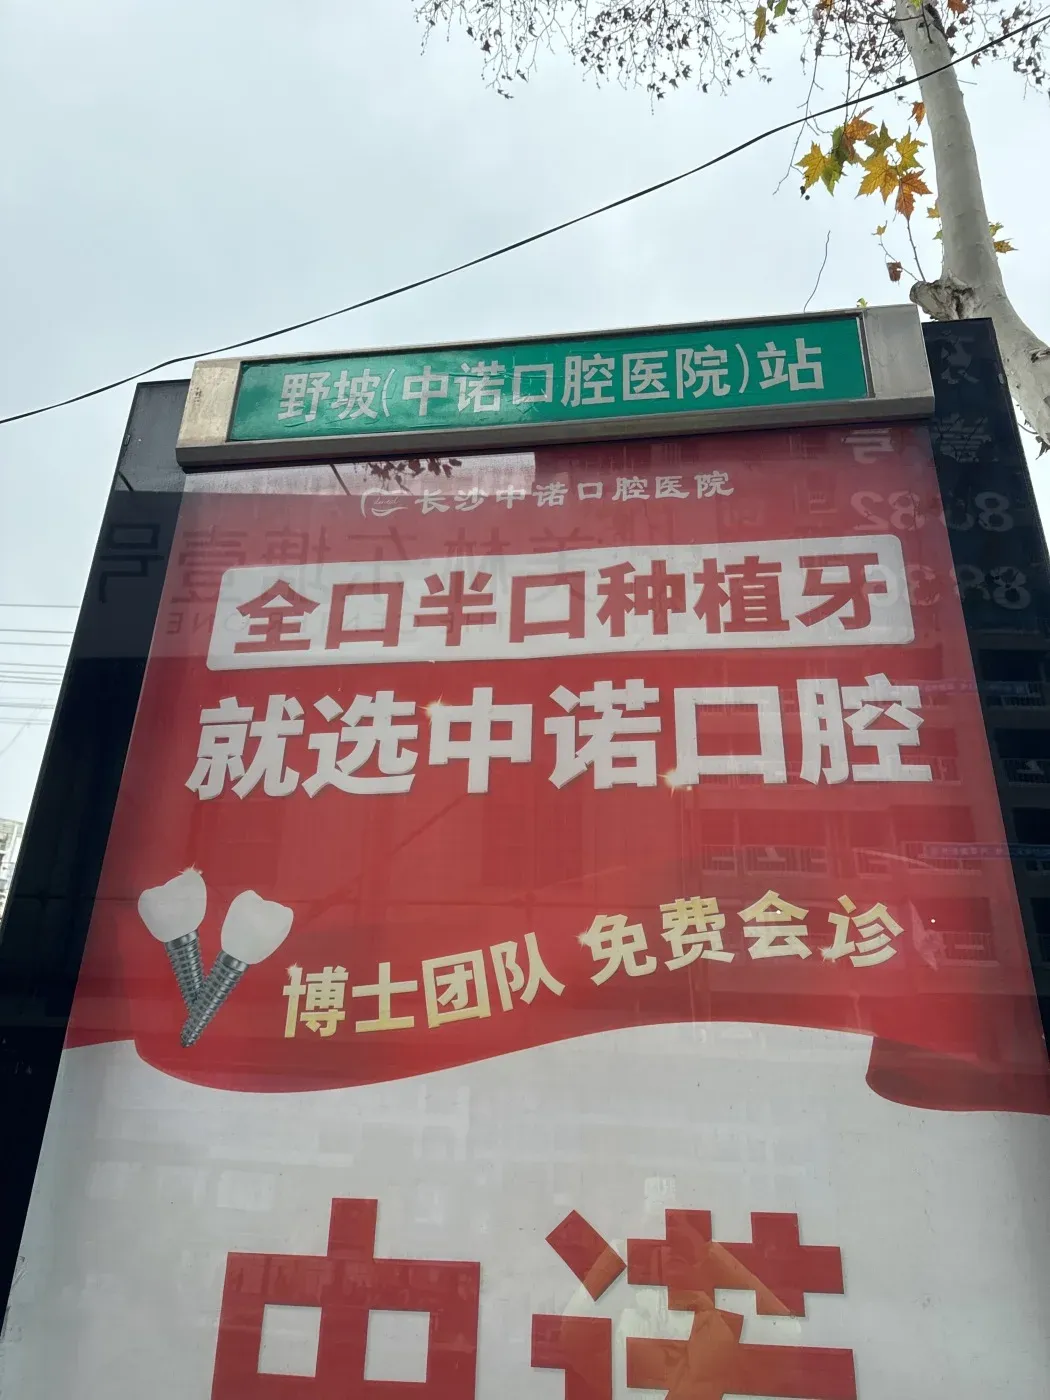 野坡(中诺口腔医院)站
长沙中诺口腔医院
全口半口种植牙
就选中诺口腔
博士团队 免费会诊
中诺